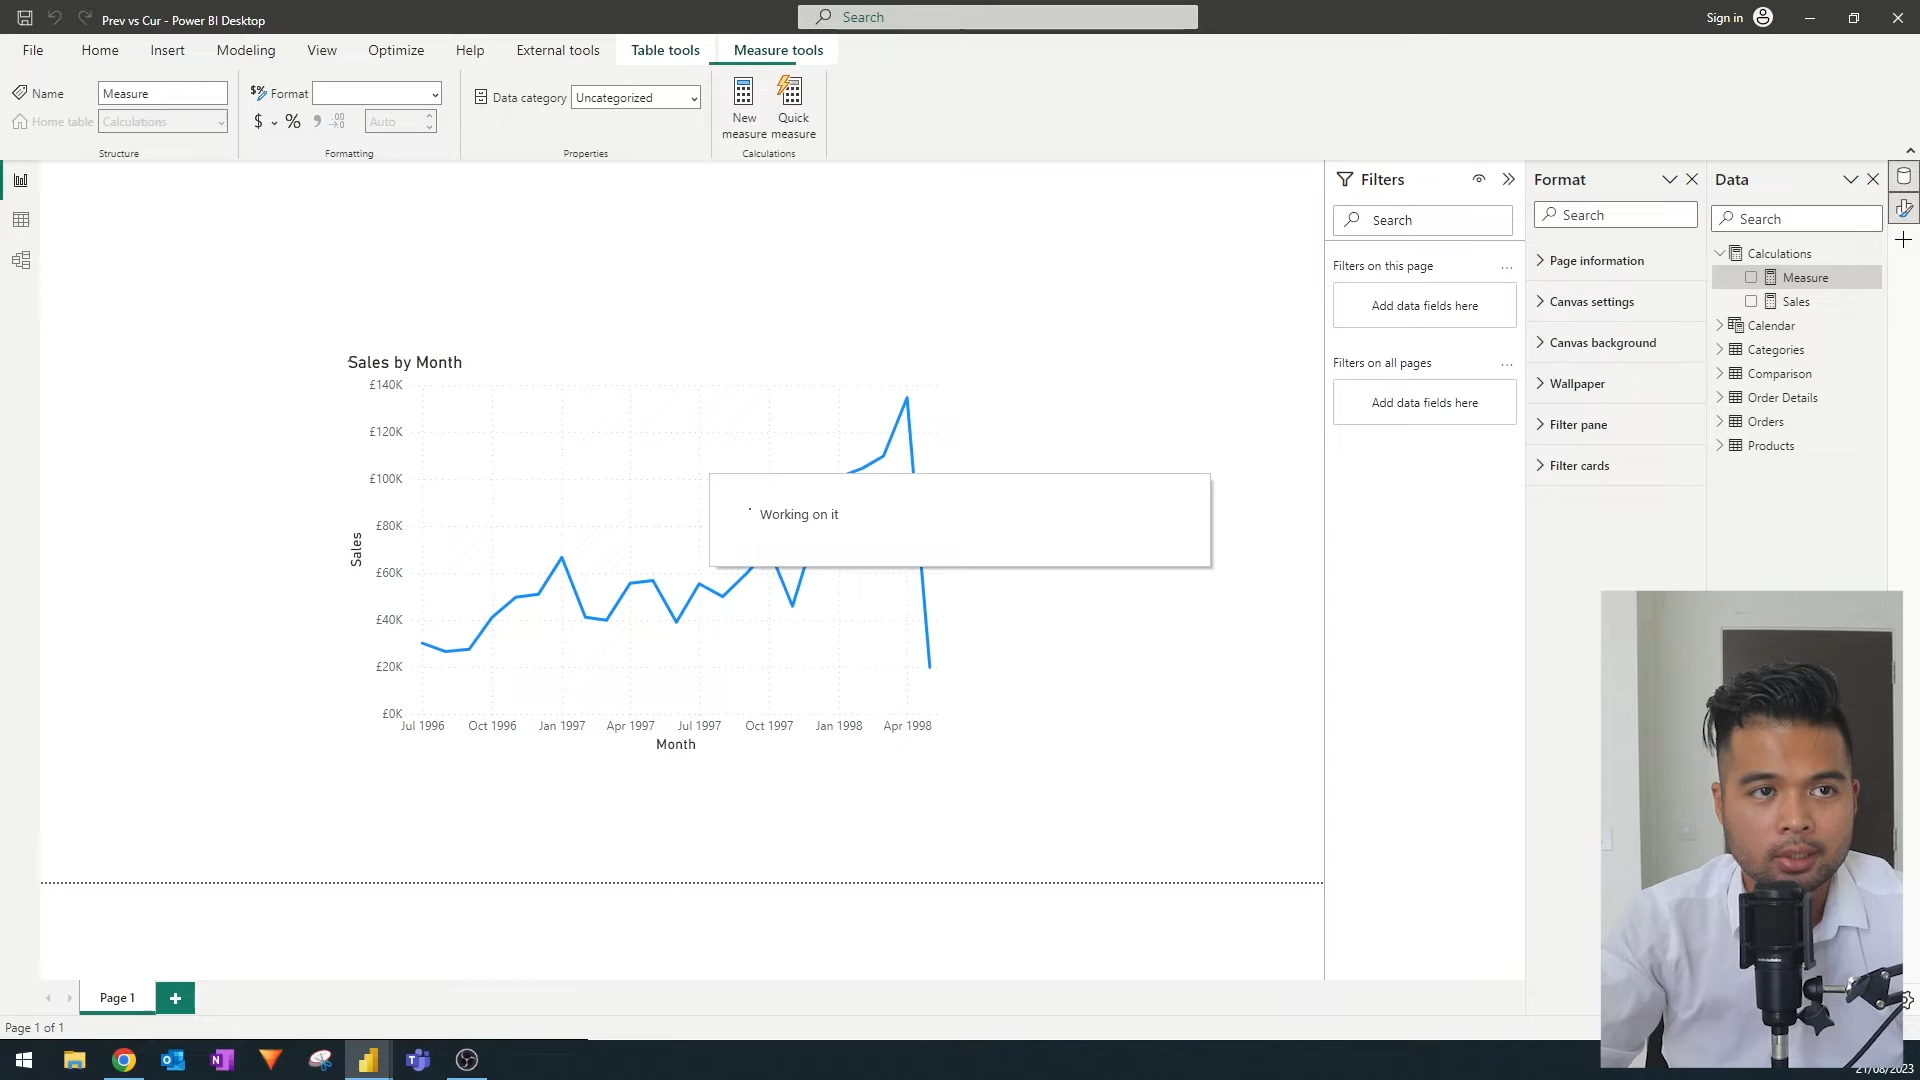 Prev vs Cur - Power BI Desktop
Search
Sign in
File
Home
Insert
Modeling
View
Optimize
Help
External tools
Table tools
Measure tools
Name
Measure
Home table
Calculations
Structure
$% Format
$ % 
Auto
Formatting
Data category
Uncategorized
Properties
New
measure
Quick
measure
Calculations
Filters
Search
Filters on this page
...
Add data fields here
Filters on all pages
...
Add data fields here
Format
Search
Page information
Canvas settings
Canvas background
Wallpaper
Filter pane
Filter cards
Data
Search
Calculations
Measure
Sales
Calendar
Categories
Comparison
Order Details
Orders
Products
Sales by Month
£140K
£120K
£100K
£80K
£60K
£40K
£20K
£0K
Sales
Jul 1996
Oct 1996
Jan 1997
Apr 1997
Jul 1997
Oct 1997
Jan 1998
Apr 1998
Month
Working on it
Page 1
Page 1 of 1
21/08/2023